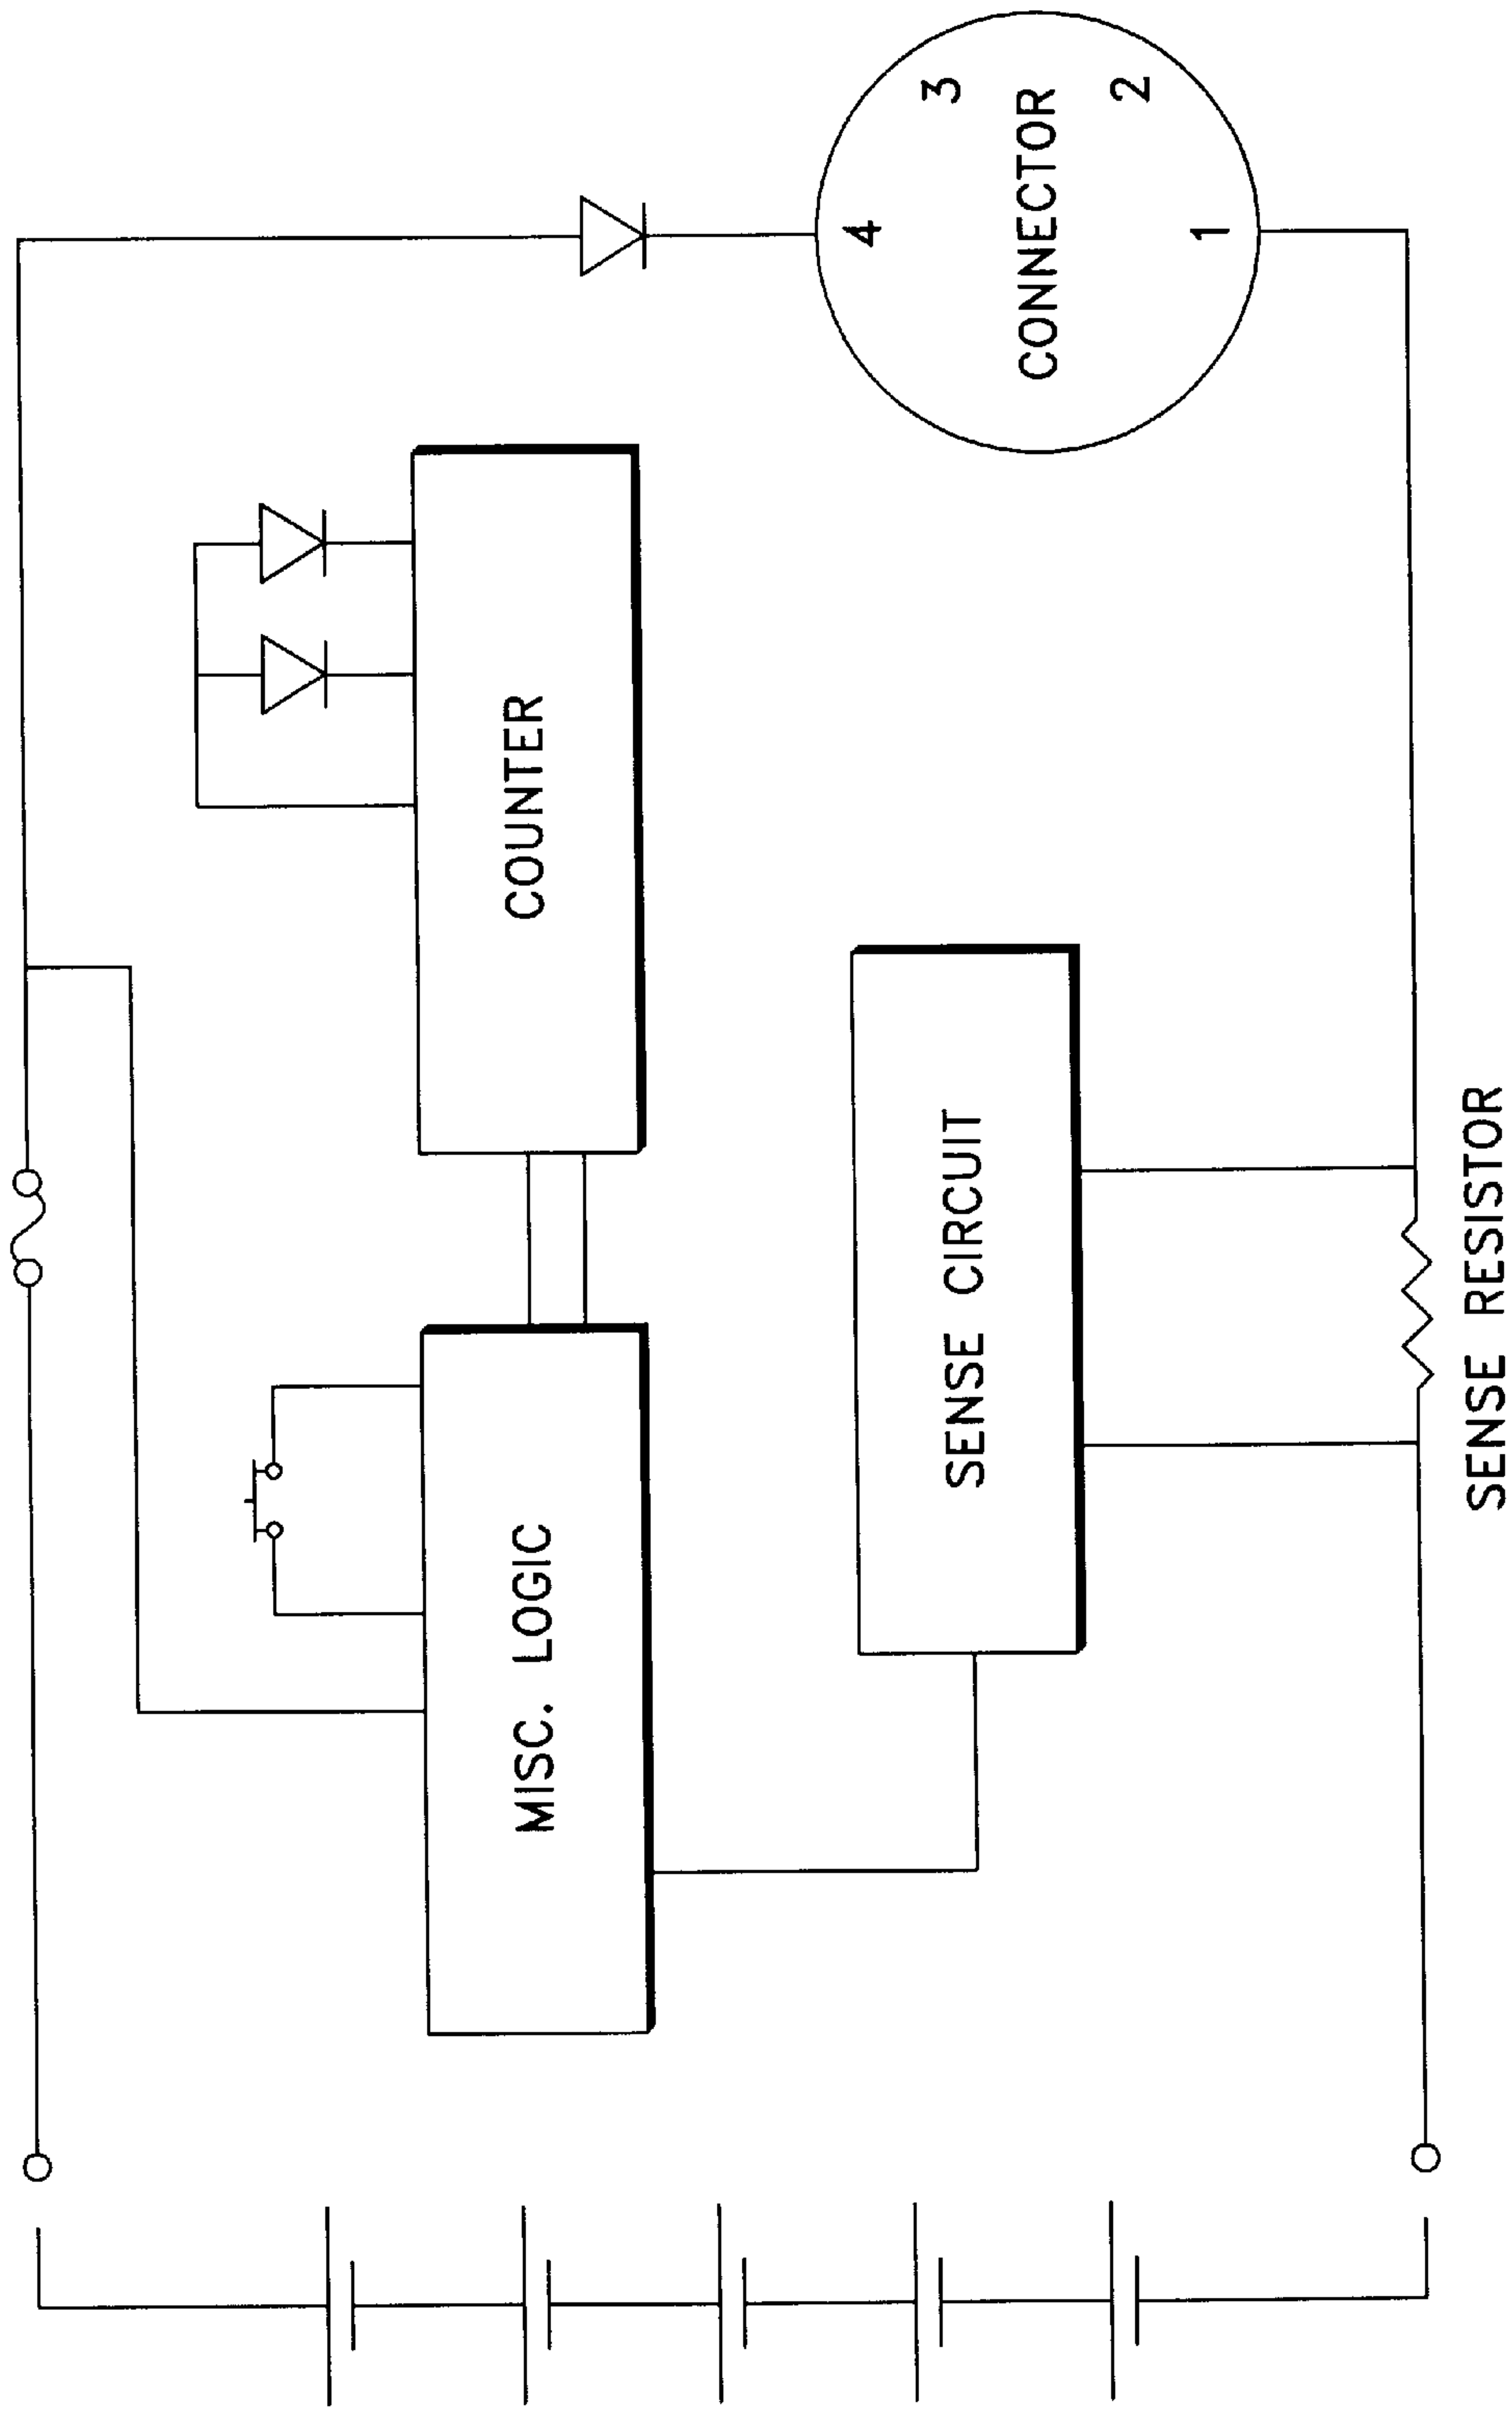 MISC. LOGIC
COUNTER
SENSE CIRCUIT
SENSE RESISTOR
CONNECTOR
4
3
2
1